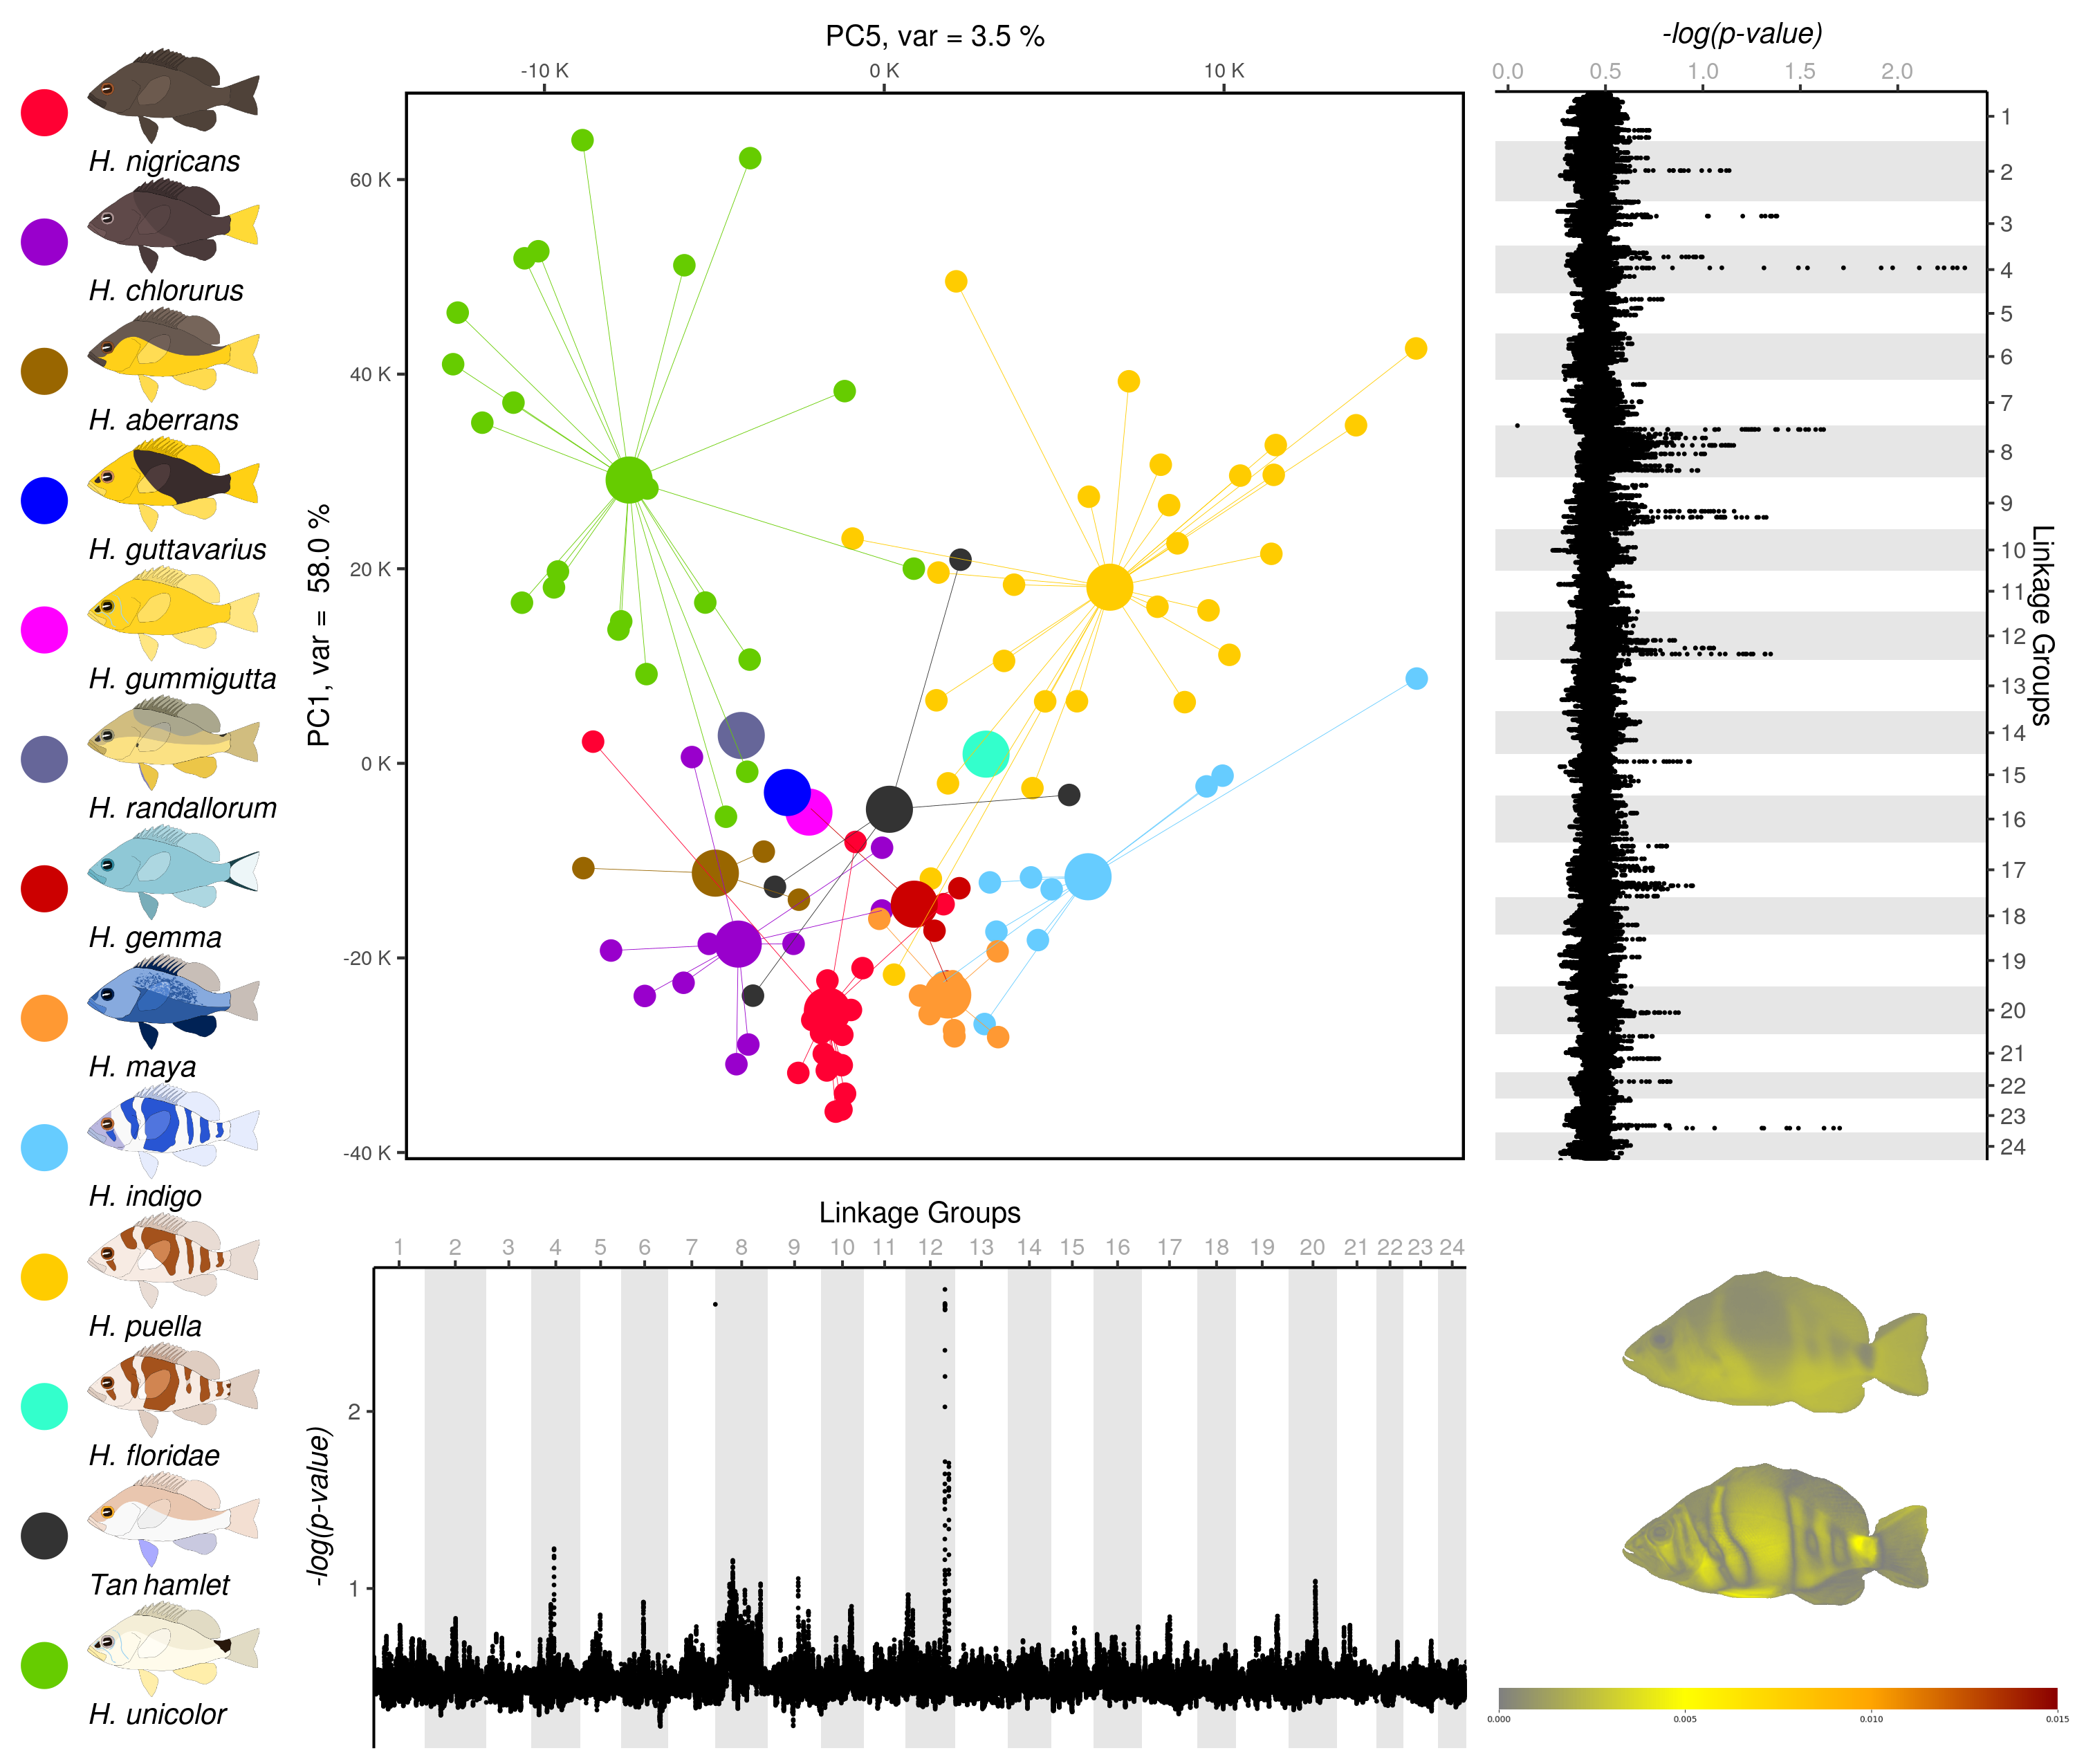 H. nigricans
H. chlorurus
H. aberrans
H. guttavarius
H. gummigutta
H. randallorum
H. gemma
H. maya
H. indigo
H. puella
H. floridae
Tan hamlet
H. unicolor
PC5, var = 3.5 %
-10 K 0 K 10 K
PC1, var = 58.0 %
60 K
40 K
20 K
0 K
-20 K
-40 K
-log(p-value)
0.0 0.5 1.0 1.5 2.0
1
2
3
4
5
6
7
8
9
10
11
12
13
14
15
16
17
18
19
20
21
22
23
24
Linkage Groups
Linkage Groups
1 2 3 4 5 6 7 8 9 10 11 12 13 14 15 16 17 18 19 20 21 22 23 24
-log(p-value)
2
1
0.000 0.005 0.010 0.015